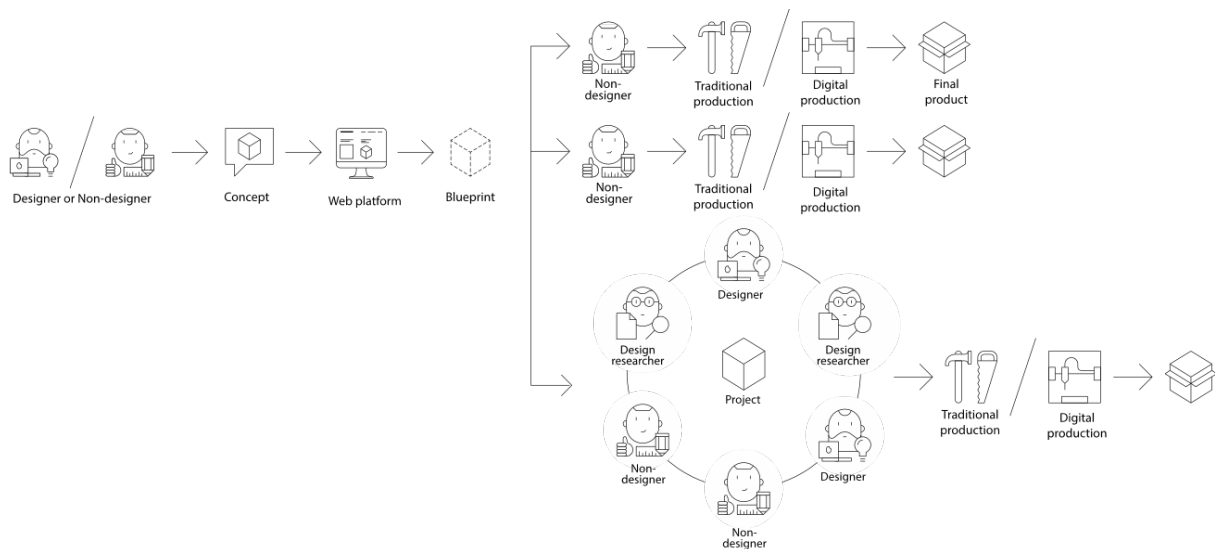 Non-
designer
Traditional
production
Digital
production
Final
product
Designer or Non-designer
Concept
Web platform
Blueprint
Non-
designer
Traditional
production
Digital
production
Designer
Design
researcher
Design
researcher
Project
Non-
designer
Designer
Non-
designer
Traditional
production
Digital
production